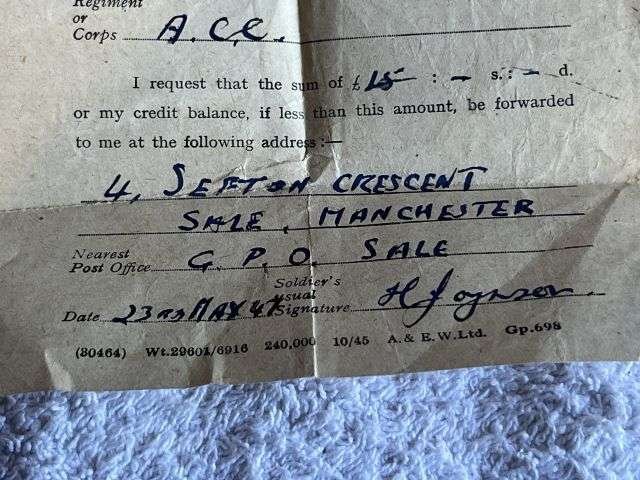 Regiment
or
Corps A.C.C.
I request that the sum of £15 : - s. : - d.
or my credit balance, if less than this amount, be forwarded
to me at the following address:—
4, SEFTON CRESCENT
SALE, MANCHESTER
Nearest
Post Office G.P.O. SALE
Date 23RD MAY 47 Soldier's usual Signature H Joynson.
(80464) Wt.29601/6916 240,000 10/45 A. & E.W.Ltd. Gp.698